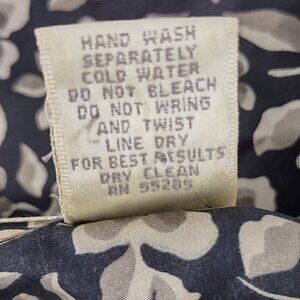 HAND WASH
SEPARATELY
COLD WATER
DO NOT BLEACH
DO NOT WRING
AND TWIST
LINE DRY
FOR BEST RESULTS
DRY CLEAN
RN 55285